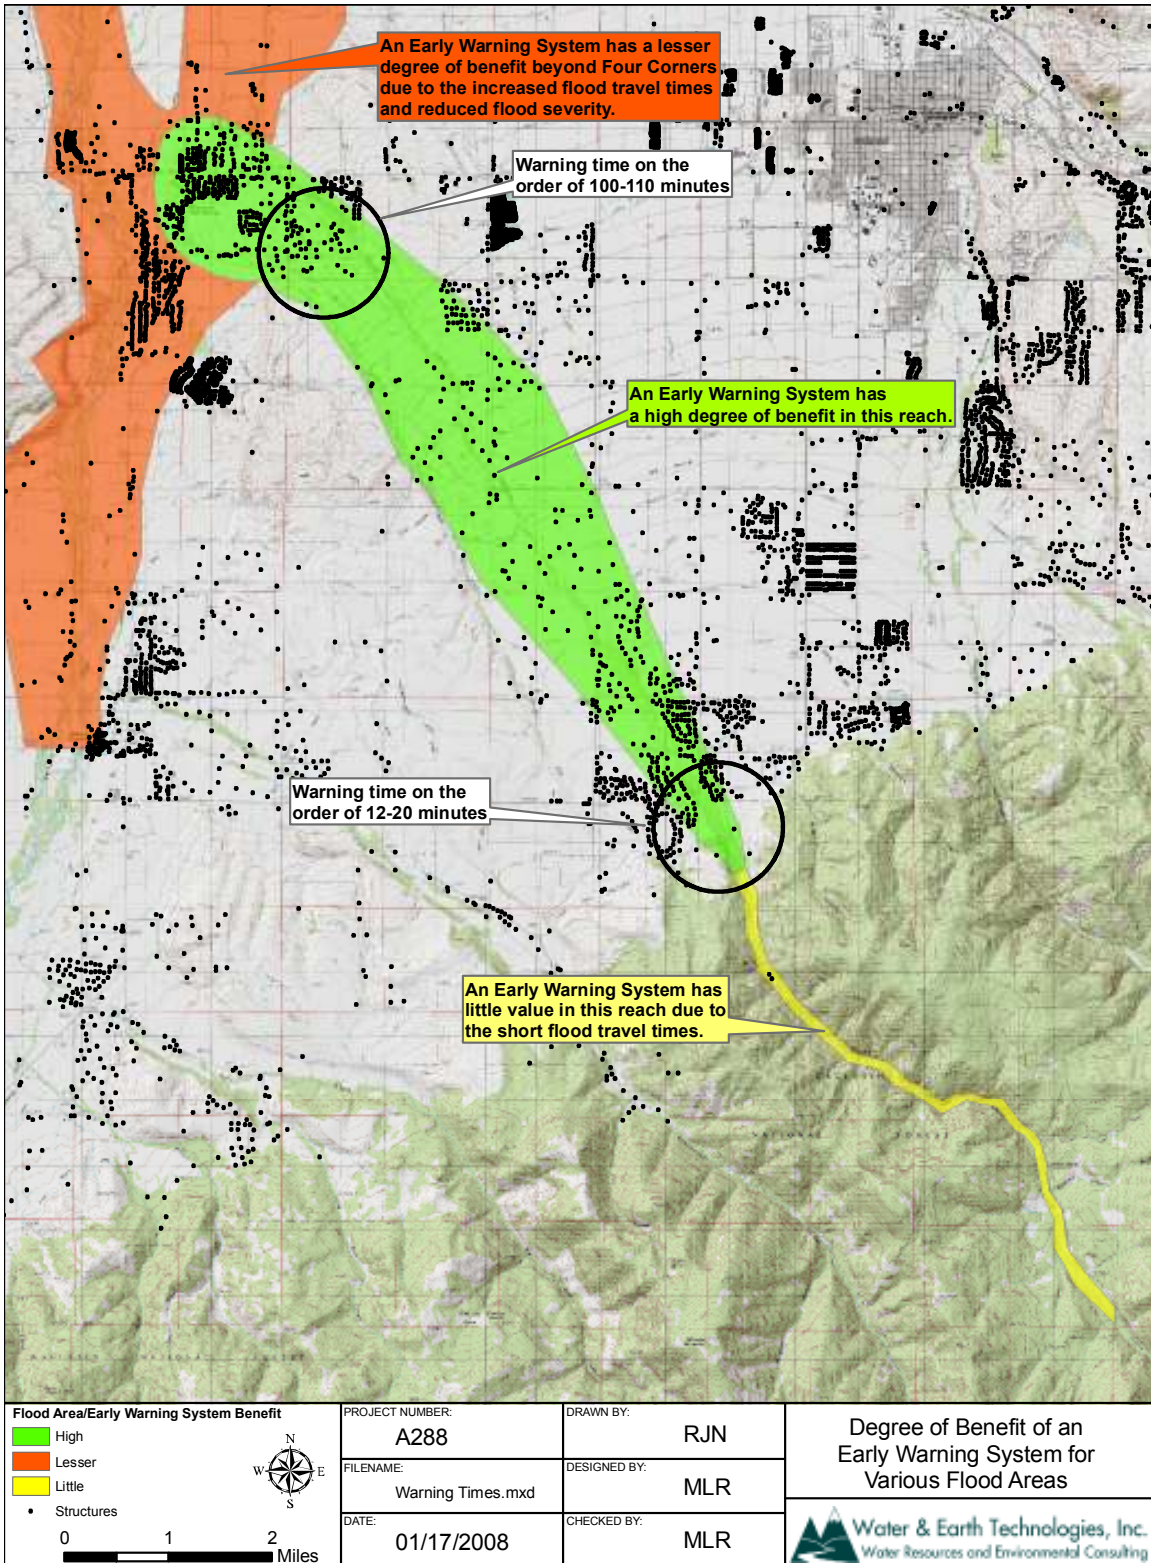 An Early Warning System has a lesser
degree of benefit beyond Four Corners
due to the increased flood travel times
and reduced flood severity.
Warning time on the
order of 100-110 minutes
An Early Warning System has
a high degree of benefit in this reach.
Warning time on the
order of 12-20 minutes
An Early Warning System has
little value in this reach due to
the short flood travel times.
Flood Area/Early Warning System Benefit
High
Lesser
Little
Structures
N
W E
S
0 1 2
Miles
PROJECT NUMBER:
A288
FILENAME:
Warning Times.mxd
DATE:
01/17/2008
DRAWN BY:
RJN
DESIGNED BY:
MLR
CHECKED BY:
MLR
Degree of Benefit of an
Early Warning System for
Various Flood Areas
Water & Earth Technologies, Inc.
Water Resources and Environmental Consulting